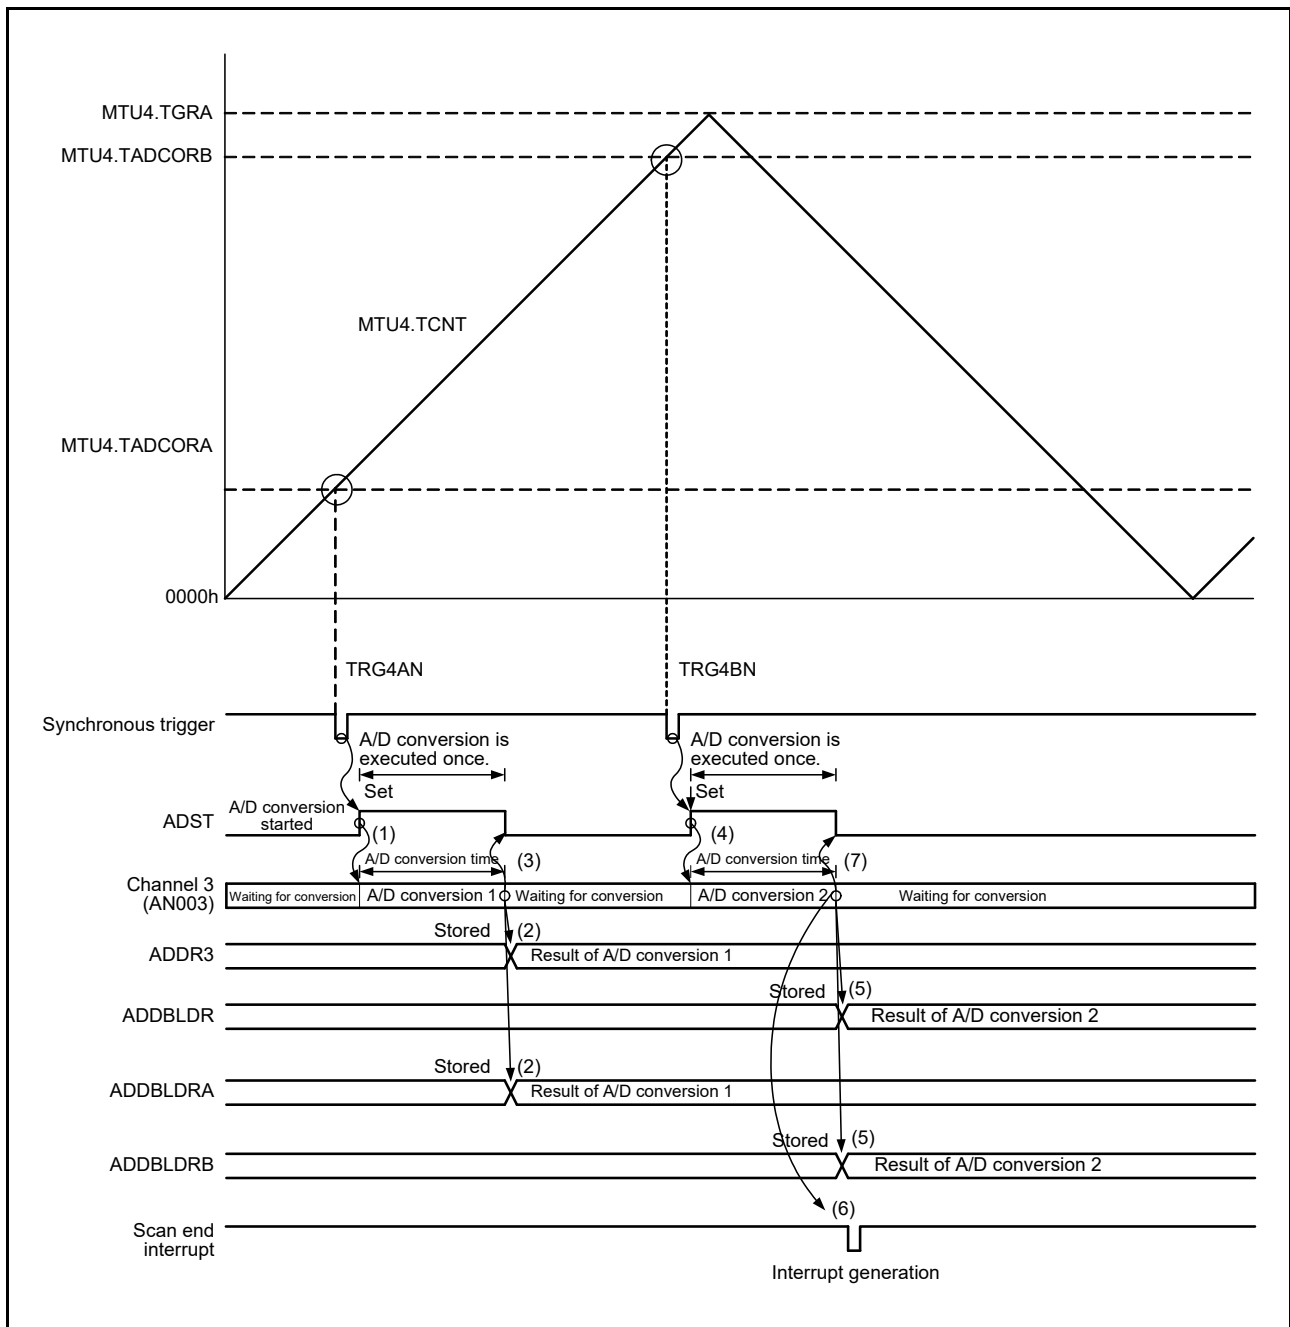 MTU4.TGRA
MTU4.TADCORB
MTU4.TCNT
MTU4.TADCORA
0000h
TRG4AN
TRG4BN
Synchronous trigger
A/D conversion is
executed once.
A/D conversion is
executed once.
Set
Set
A/D conversion
started
ADST
(1)
(4)
A/D conversion time
(3)
A/D conversion time
(7)
Channel 3
(AN003)
Waiting for conversion
A/D conversion 1
Waiting for conversion
A/D conversion 2
Waiting for conversion
Stored
(2)
ADDR3
Result of A/D conversion 1
Stored
(5)
ADDBLDR
Result of A/D conversion 2
Stored
(2)
ADDBLDRA
Result of A/D conversion 1
Stored
(5)
ADDBLDRB
Result of A/D conversion 2
(6)
Scan end
interrupt
Interrupt generation